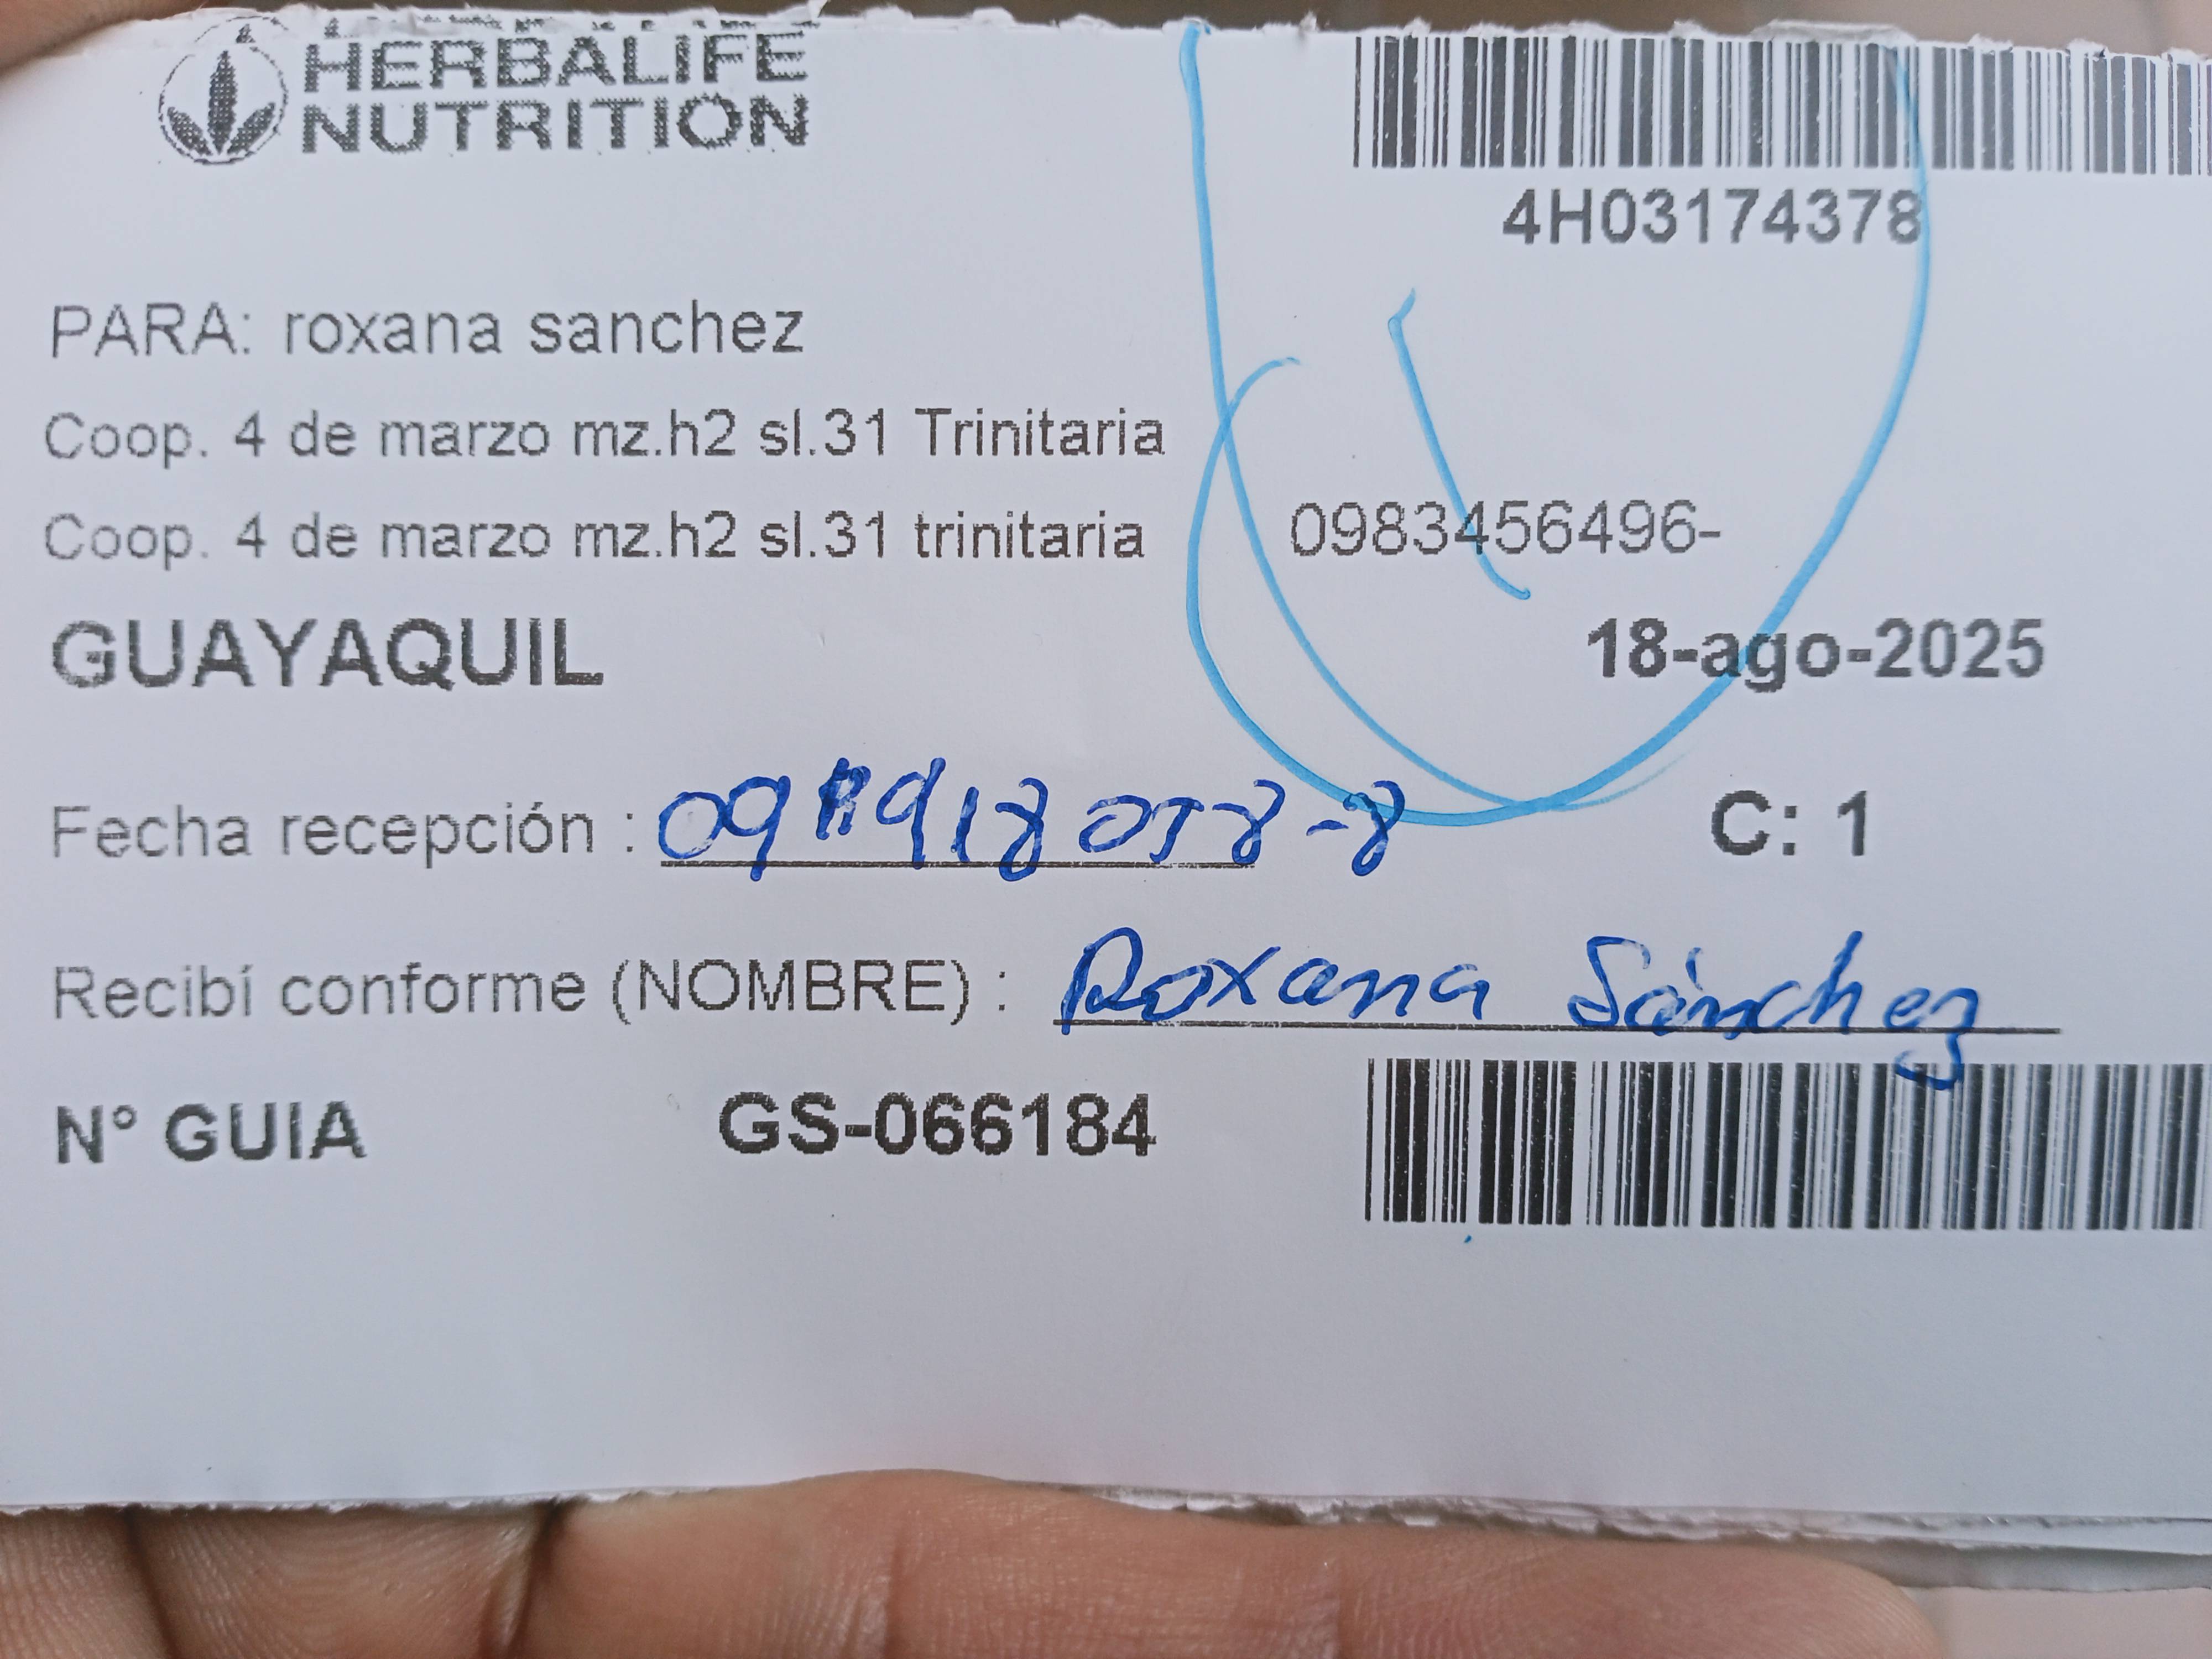 HERBALIFE
NUTRITION
4H03174378
PARA: roxana sanchez
Coop. 4 de marzo mz.h2 sl.31 Trinitaria
Coop. 4 de marzo mz.h2 sl.31 trinitaria 0983456496-
GUAYAQUIL 18-ago-2025
Fecha recepción : C: 1
Recibí conforme (NOMBRE) : Roxana Sánchez
N° GUIA GS-066184